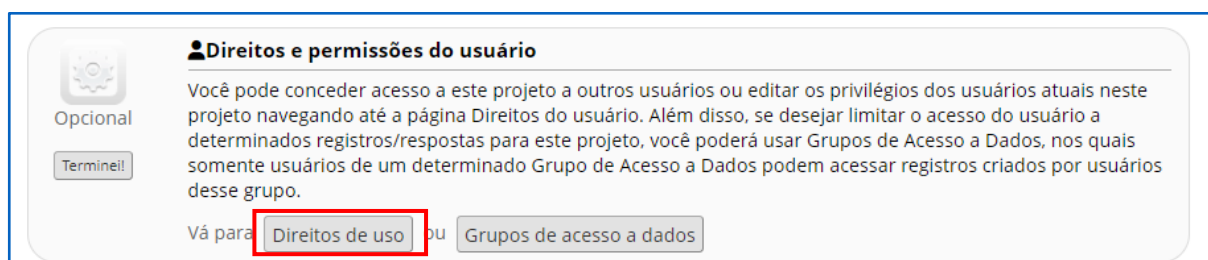 Direitos e permissões do usuário
Você pode conceder acesso a este projeto a outros usuários ou editar os privilégios dos usuários atuais neste
Opcional
projeto navegando até a página Direitos do usuário. Além disso, se desejar limitar o acesso do usuário a
determinados registros/respostas para este projeto, você poderá usar Grupos de Acesso a Dados, nos quais
Terminei!
somente usuários de um determinado Grupo de Acesso a Dados podem acessar registros criados por usuários
desse grupo.
Vá para Direitos de uso ou Grupos de acesso a dados